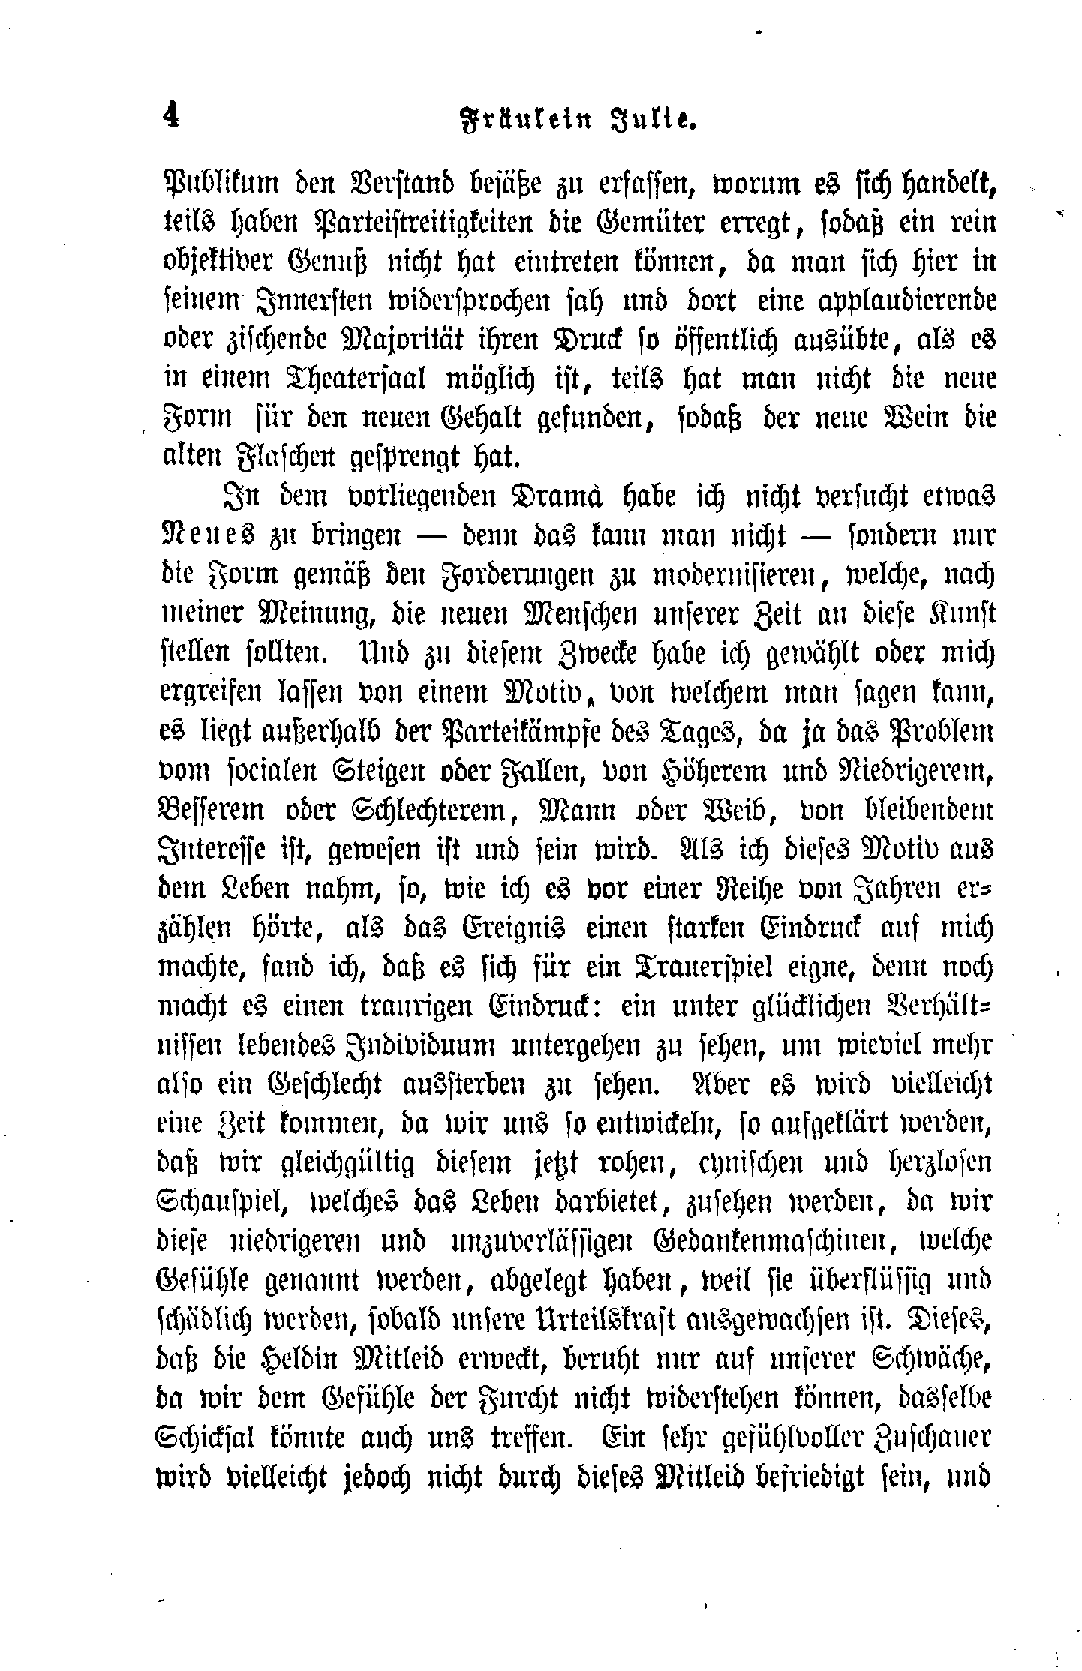 4 Fräulein Julie.
Publikum den Verstand besäße zu erfassen, worum es sich handelt,
teils haben Parteistreitigkeiten die Gemüter erregt, sodaß ein rein
objektiver Genuß nicht hat eintreten können, da man sich hier in
seinem Innersten widersprochen sah und dort eine applaudierende
oder zischende Majorität ihren Druck so öffentlich ausübte, als es
in einem Theatersaal möglich ist, teils hat man nicht die neue
Form für den neuen Gehalt gefunden, sodaß der neue Wein die
alten Flaschen gesprengt hat.
In dem vorliegenden Drama habe ich nicht versucht etwas
Neues zu bringen — denn das kann man nicht — sondern nur
die Form gemäß den Forderungen zu modernisieren, welche, nach
meiner Meinung, die neuen Menschen unserer Zeit an diese Kunst
stellen sollten. Und zu diesem Zwecke habe ich gewählt oder mich
ergreifen lassen von einem Motiv, von welchem man sagen kann,
es liegt außerhalb der Parteikämpfe des Tages, da ja das Problem
vom socialen Steigen oder Fallen, von Höherem und Niedrigerem,
Besserem oder Schlechterem, Mann oder Weib, von bleibendem
Interesse ist, gewesen ist und sein wird. Als ich dieses Motiv aus
dem Leben nahm, so, wie ich es vor einer Reihe von Jahren er-
zählen hörte, als das Ereignis einen starken Eindruck auf mich
machte, fand ich, daß es sich für ein Trauerspiel eigne, denn noch
macht es einen traurigen Eindruck: ein unter glücklichen Verhält-
nissen lebendes Individuum untergehen zu sehen, um wieviel mehr
also ein Geschlecht aussterben zu sehen. Aber es wird vielleicht
eine Zeit kommen, da wir uns so entwickeln, so aufgeklärt werden,
daß wir gleichgültig diesem jetzt rohen, cynischen und herzlosen
Schauspiel, welches das Leben darbietet, zusehen werden, da wir
diese niedrigeren und unzuverlässigen Gedankenmaschinen, welche
Gefühle genannt werden, abgelegt haben, weil sie überflüssig und
schädlich werden, sobald unsere Urteilskraft ausgewachsen ist. Dieses,
daß die Heldin Mitleid erweckt, beruht nur auf unserer Schwäche,
da wir dem Gefühle der Furcht nicht widerstehen können, dasselbe
Schicksal könnte auch uns treffen. Ein sehr gefühlvoller Zuschauer
wird vielleicht jedoch nicht durch dieses Mitleid befriedigt sein, und